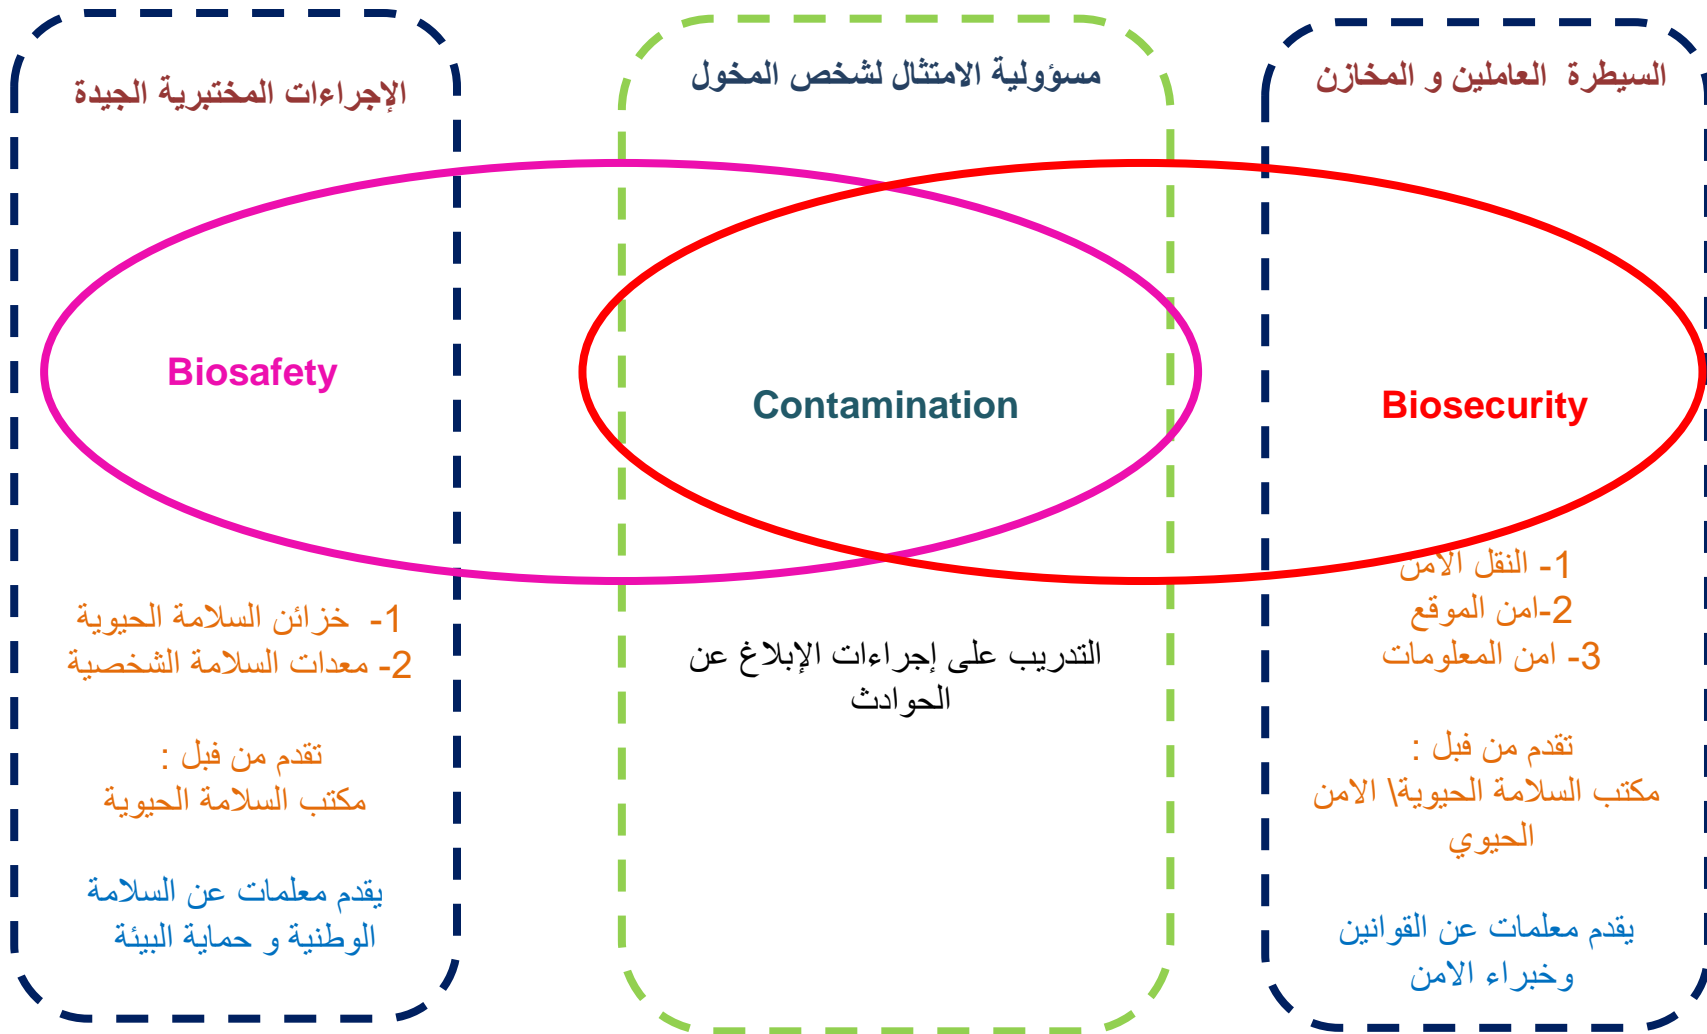 السيطرة العاملين و المخازن
Biosecurity
1- النقل الامن
2-امن الموقع
3- امن المعلومات
تقدم من فبل :
مكتب السلامة الحيوية\ الامن
الحيوي
يقدم معلمات عن القوانين
وخبراء الامن
مسؤولية الامتثال لشخص المخول
Contamination
التدريب على إجراءات الإبلاغ عن
الحوادث
الإجراءات المختبرية الجيدة
Biosafety
1- خزائن السلامة الحيوية
2- معدات السلامة الشخصية
تقدم من فبل :
مكتب السلامة الحيوية
يقدم معلمات عن السلامة
الوطنية و حماية البيئة